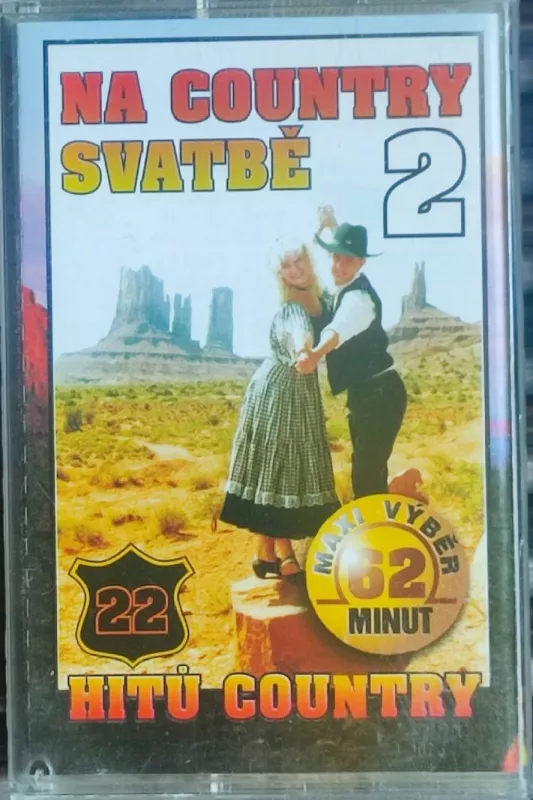 NA COUNTRY
SVATBĚ
2
MAXI VÝBĚR
62
MINUT
22
HITŮ COUNTRY